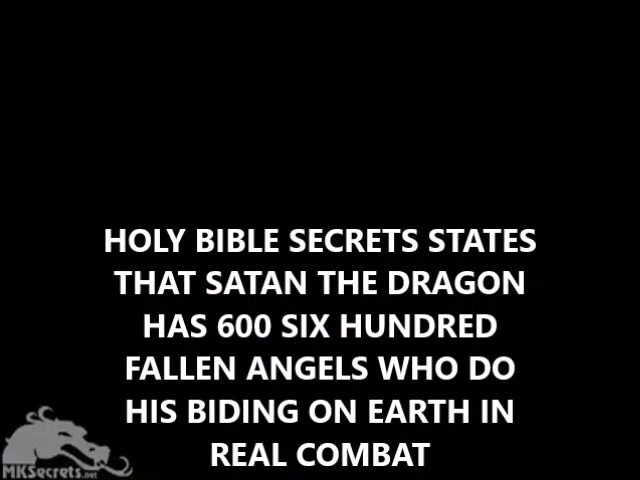 HOLY BIBLE SECRETS STATES
THAT SATAN THE DRAGON
HAS 600 SIX HUNDRED
FALLEN ANGELS WHO DO
HIS BIDING ON EARTH IN
REAL COMBAT
MKSecrets.net